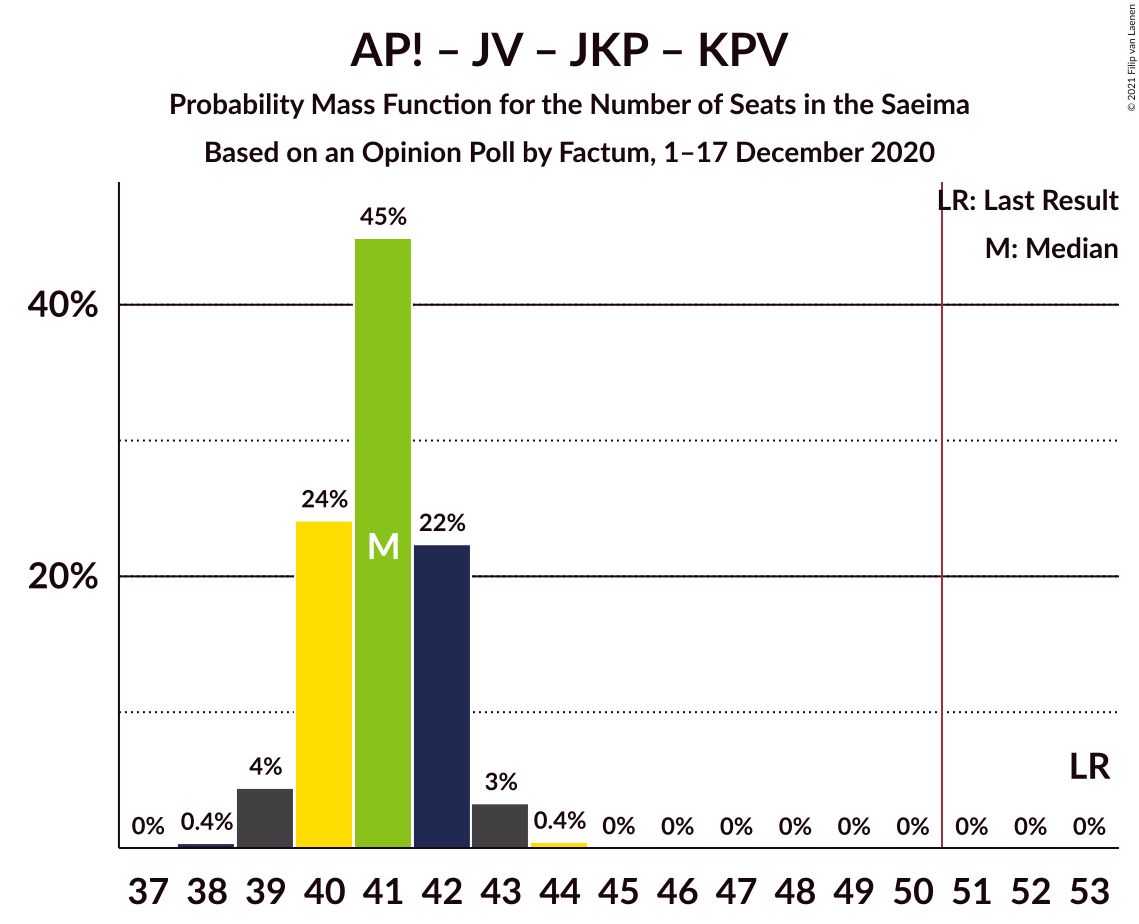 AP! – JV – JKP – KPV
Probability Mass Function for the Number of Seats in the Saeima
Based on an Opinion Poll by Factum, 1–17 December 2020
© 2021 Filip van Laenen
LR: Last Result
M: Median
45%
40%
24%
22%
M
20%
4%
3%
LR
0% 0.4% 0.4% 0% 0% 0% 0% 0% 0% 0% 0% 0%
37 38 39 40 41 42 43 44 45 46 47 48 49 50 51 52 53